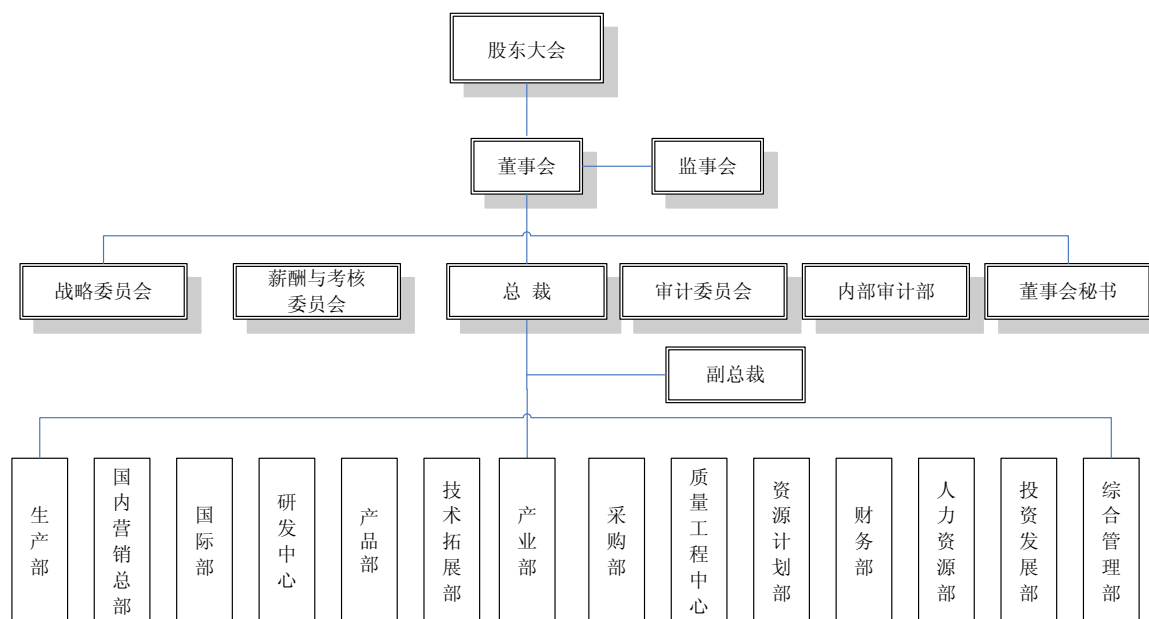 股东大会
董事会
监事会
战略委员会
薪酬与考核
委员会
总 裁
审计委员会
内部审计部
董事会秘书
副总裁
生产部
国内营销总部
国际部
研发中心
产品部
技术拓展部
产业部
采购部
质量工程中心
资源计划部
财务部
人力资源部
投资发展部
综合管理部